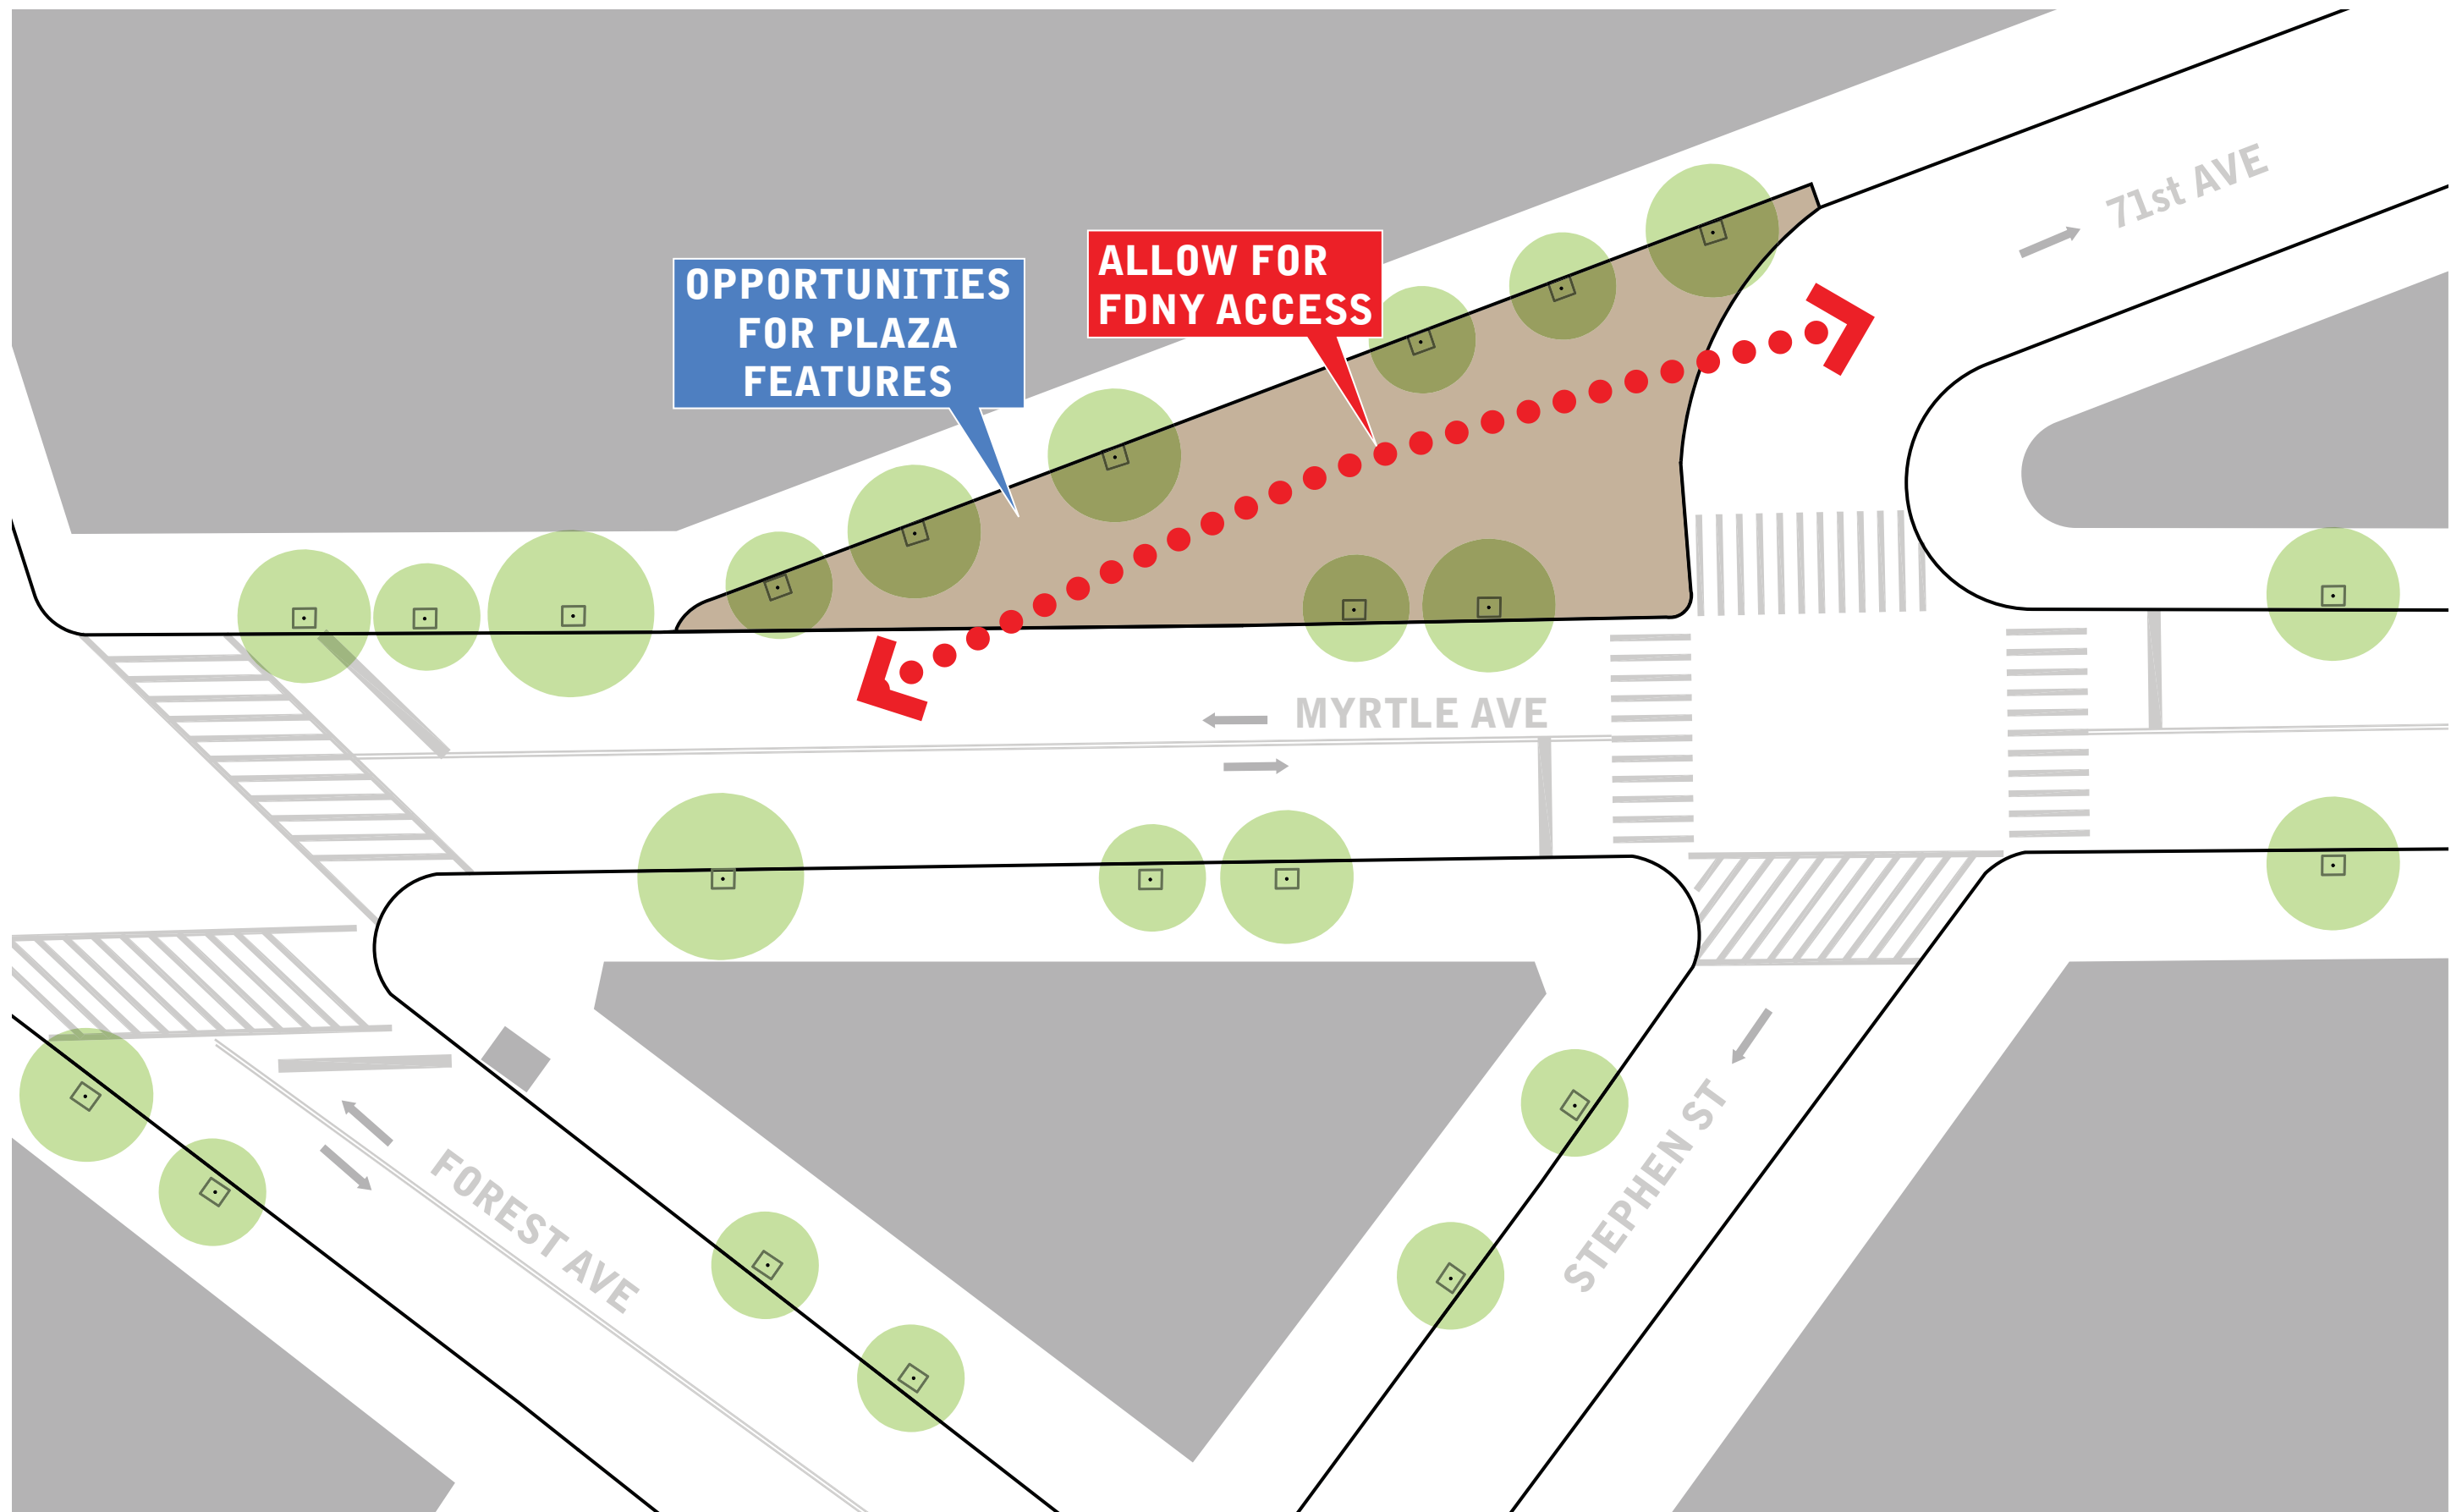 71st AVE
ALLOW FOR
FDNY ACCESS
OPPORTUNITIES
FOR PLAZA
FEATURES
MYRTLE AVE
FOREST AVE
STEPHEN ST